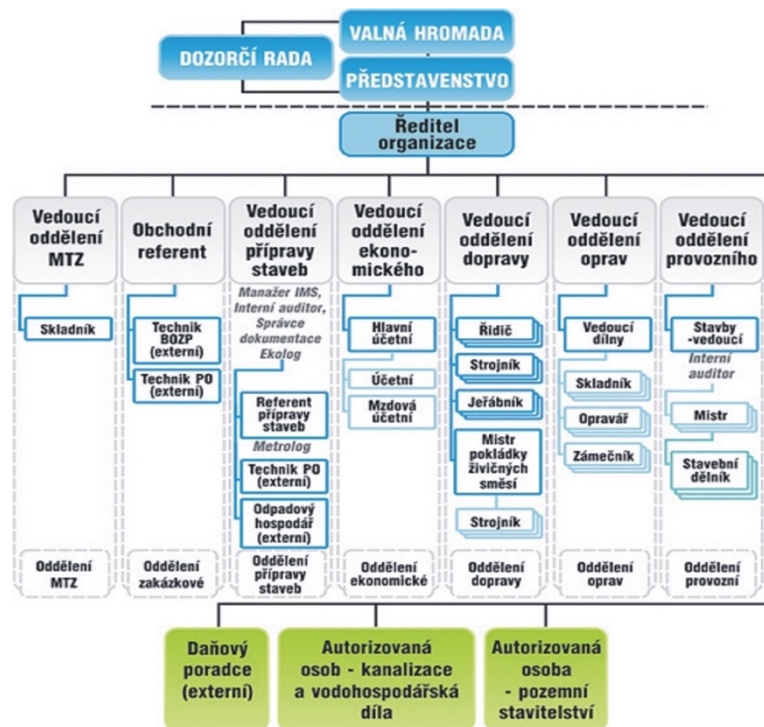 VALNÁ HROMADA
DOZORČÍ RADA
PŘEDSTAVENSTVO
Ředitel
organizace
Vedoucí
oddělení
MTZ
Skladník
Oddělení
MTZ
Obchodní
referent
Technik
BOZP
(externí)
Technik PO
(externí)
Oddělení
zakázkové
Vedoucí
oddělení
přípravy
staveb
Manažer IMS,
Interní auditor,
Správce
dokumentace
Ekolog
Referent
přípravy
staveb
Metrolog
Technik PO
(externí)
Odpadový
hospodář
(externí)
Oddělení
přípravy
staveb
Vedoucí
oddělení
ekono-
mického
Hlavní
účetní
Účetní
Mzdová
účetní
Oddělení
ekonomické
Vedoucí
oddělení
dopravy
Řidič
Strojník
Jeřábník
Mistr
pokládky
živičných
směsí
Strojník
Oddělení
dopravy
Vedoucí
oddělení
oprav
Vedoucí
dílny
Skladník
Opravář
Zámečník
Oddělení
oprav
Vedoucí
oddělení
provozního
Stavby
-vedoucí
Interní
auditor
Mistr
Stavební
dělník
Oddělení
provozní
Daňový
poradce
(externí)
Autorizovaná
osob - kanalizace
a vodohospodářská
díla
Autorizovaná
osoba
- pozemní
stavitelství